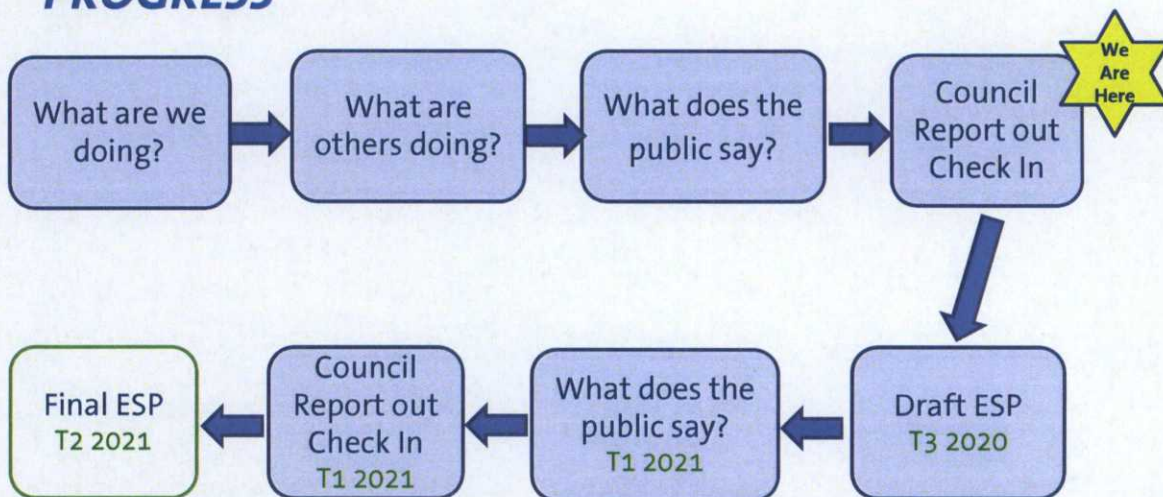 PROGRESS
What are we
doing?
What are
others doing?
What does the
public say?
Council
Report out
Check In
We
Are
Here
Draft ESP
T3 2020
What does the
public say?
T1 2021
Council
Report out
Check In
T1 2021
Final ESP
T2 2021